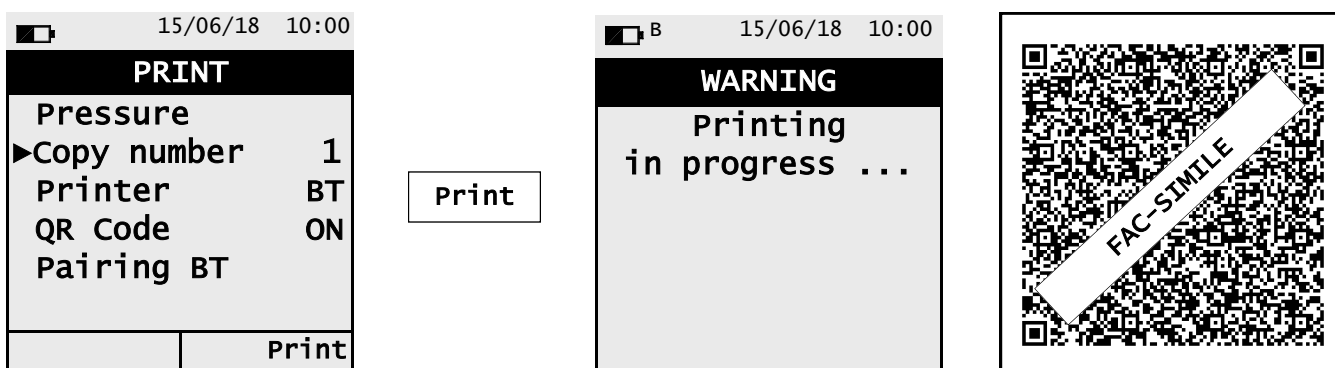 15/06/18 10:00
PRINT
Pressure
▶Copy number 1
Printer BT
QR Code ON
Pairing BT
Print
Print
B 15/06/18 10:00
WARNING
Printing
in progress ...
FAC-SIMILE